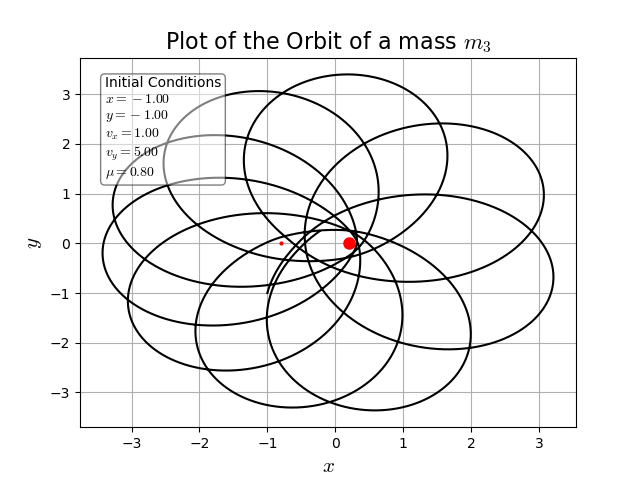 Plot of the Orbit of a mass m₃
Initial Conditions
x = −1.00
y = −1.00
vₓ = 1.00
v_y = 5.00
μ = 0.80
3
2
1
0
−1
−2
−3
y
−3 −2 −1 0 1 2 3
x